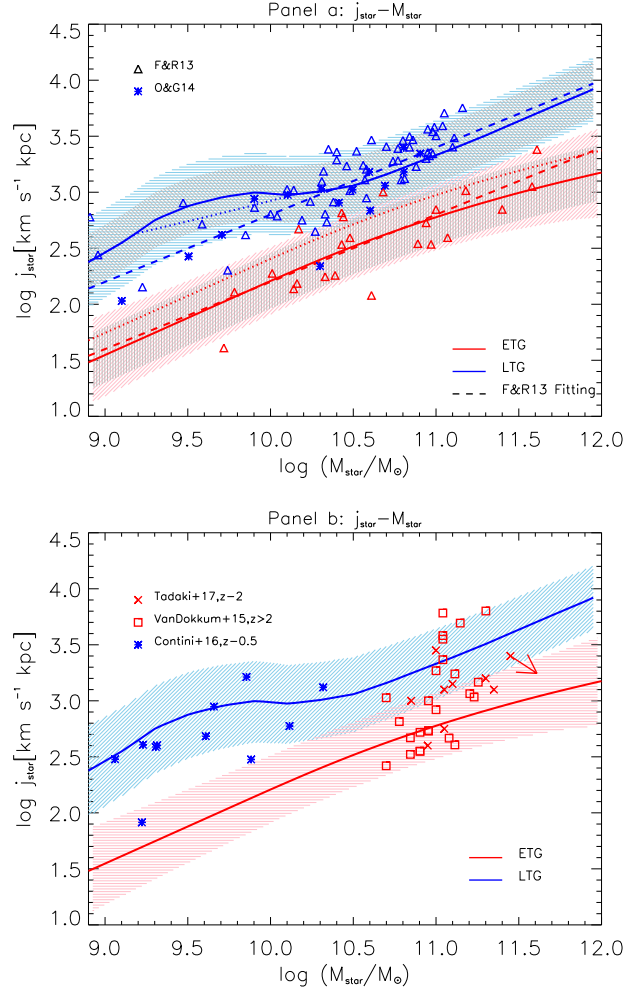 Panel a: jstar−Mstar
4.5
4.0
3.5
3.0
2.5
2.0
1.5
1.0
log jstar[km s−1 kpc]
F&R13
O&G14
ETG
LTG
F&R13 Fitting
9.0 9.5 10.0 10.5 11.0 11.5 12.0
log (Mstar/M⊙)
Panel b: jstar−Mstar
4.5
4.0
3.5
3.0
2.5
2.0
1.5
1.0
log jstar[km s−1 kpc]
Tadaki+17,z~2
VanDokkum+15,z>2
Contini+16,z~0.5
ETG
LTG
9.0 9.5 10.0 10.5 11.0 11.5 12.0
log (Mstar/M⊙)